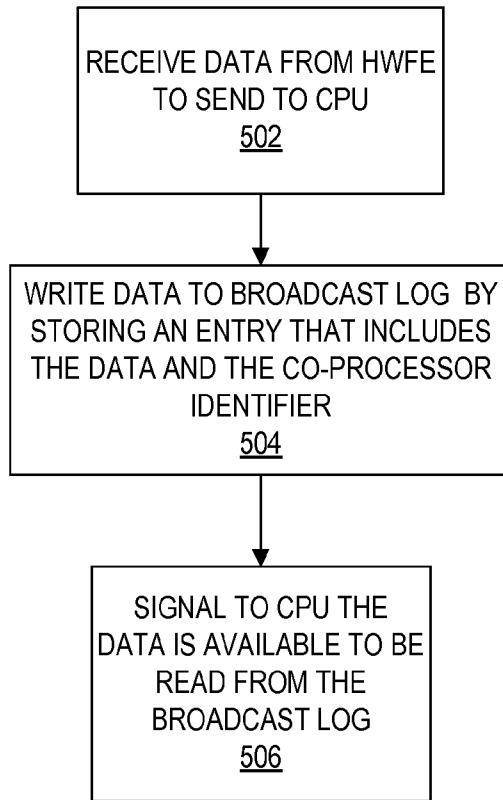 RECEIVE DATA FROM HWFE
TO SEND TO CPU
502
WRITE DATA TO BROADCAST LOG BY
STORING AN ENTRY THAT INCLUDES
THE DATA AND THE CO-PROCESSOR
IDENTIFIER
504
SIGNAL TO CPU THE
DATA IS AVAILABLE TO BE
READ FROM THE
BROADCAST LOG
506